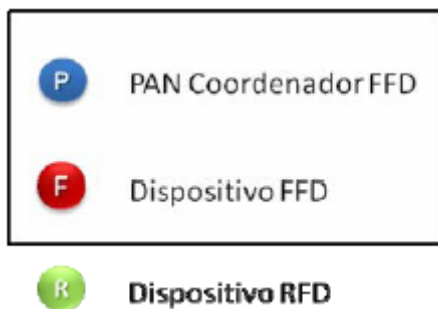 P PAN Coordenador FFD
F Dispositivo FFD
R Dispositivo RFD